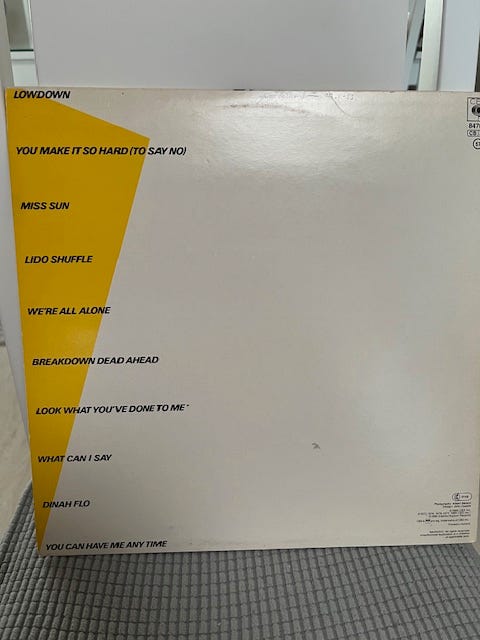 LOWDOWN
YOU MAKE IT SO HARD (TO SAY NO)
MISS SUN
LIDO SHUFFLE
WE'RE ALL ALONE
BREAKDOWN DEAD AHEAD
LOOK WHAT YOU'VE DONE TO ME*
WHAT CAN I SAY
DINAH FLO
YOU CAN HAVE ME ANY TIME